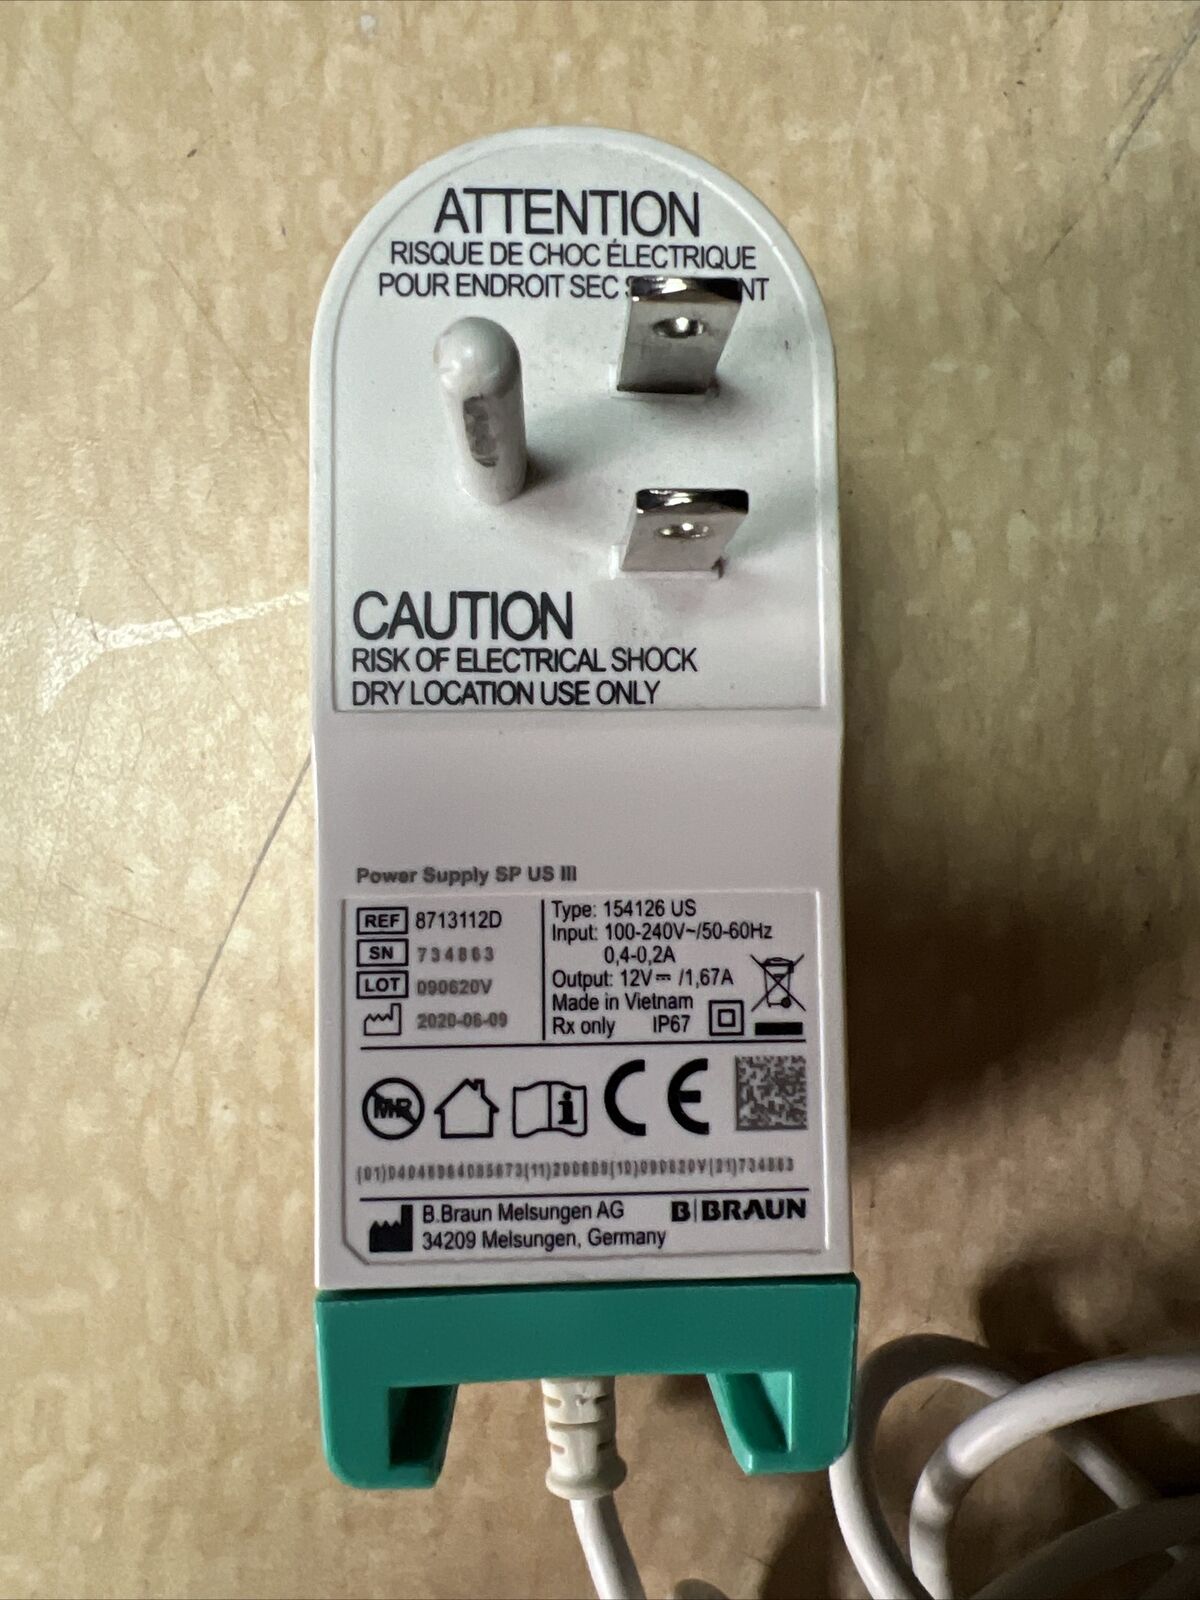 ATTENTION
RISQUE DE CHOC ÉLECTRIQUE
POUR ENDROIT SEC
CAUTION
RISK OF ELECTRICAL SHOCK
DRY LOCATION USE ONLY
Power Supply SP US III
REF 8713112D
SN 734863
LOT 090620V
2020-06-09
Type: 154126 US
Input: 100-240V~/50-60Hz
0,4-0,2A
Output: 12V⎓ /1,67A
Made in Vietnam
Rx only IP67
MR i CE
B.Braun Melsungen AG
34209 Melsungen, Germany
B|BRAUN